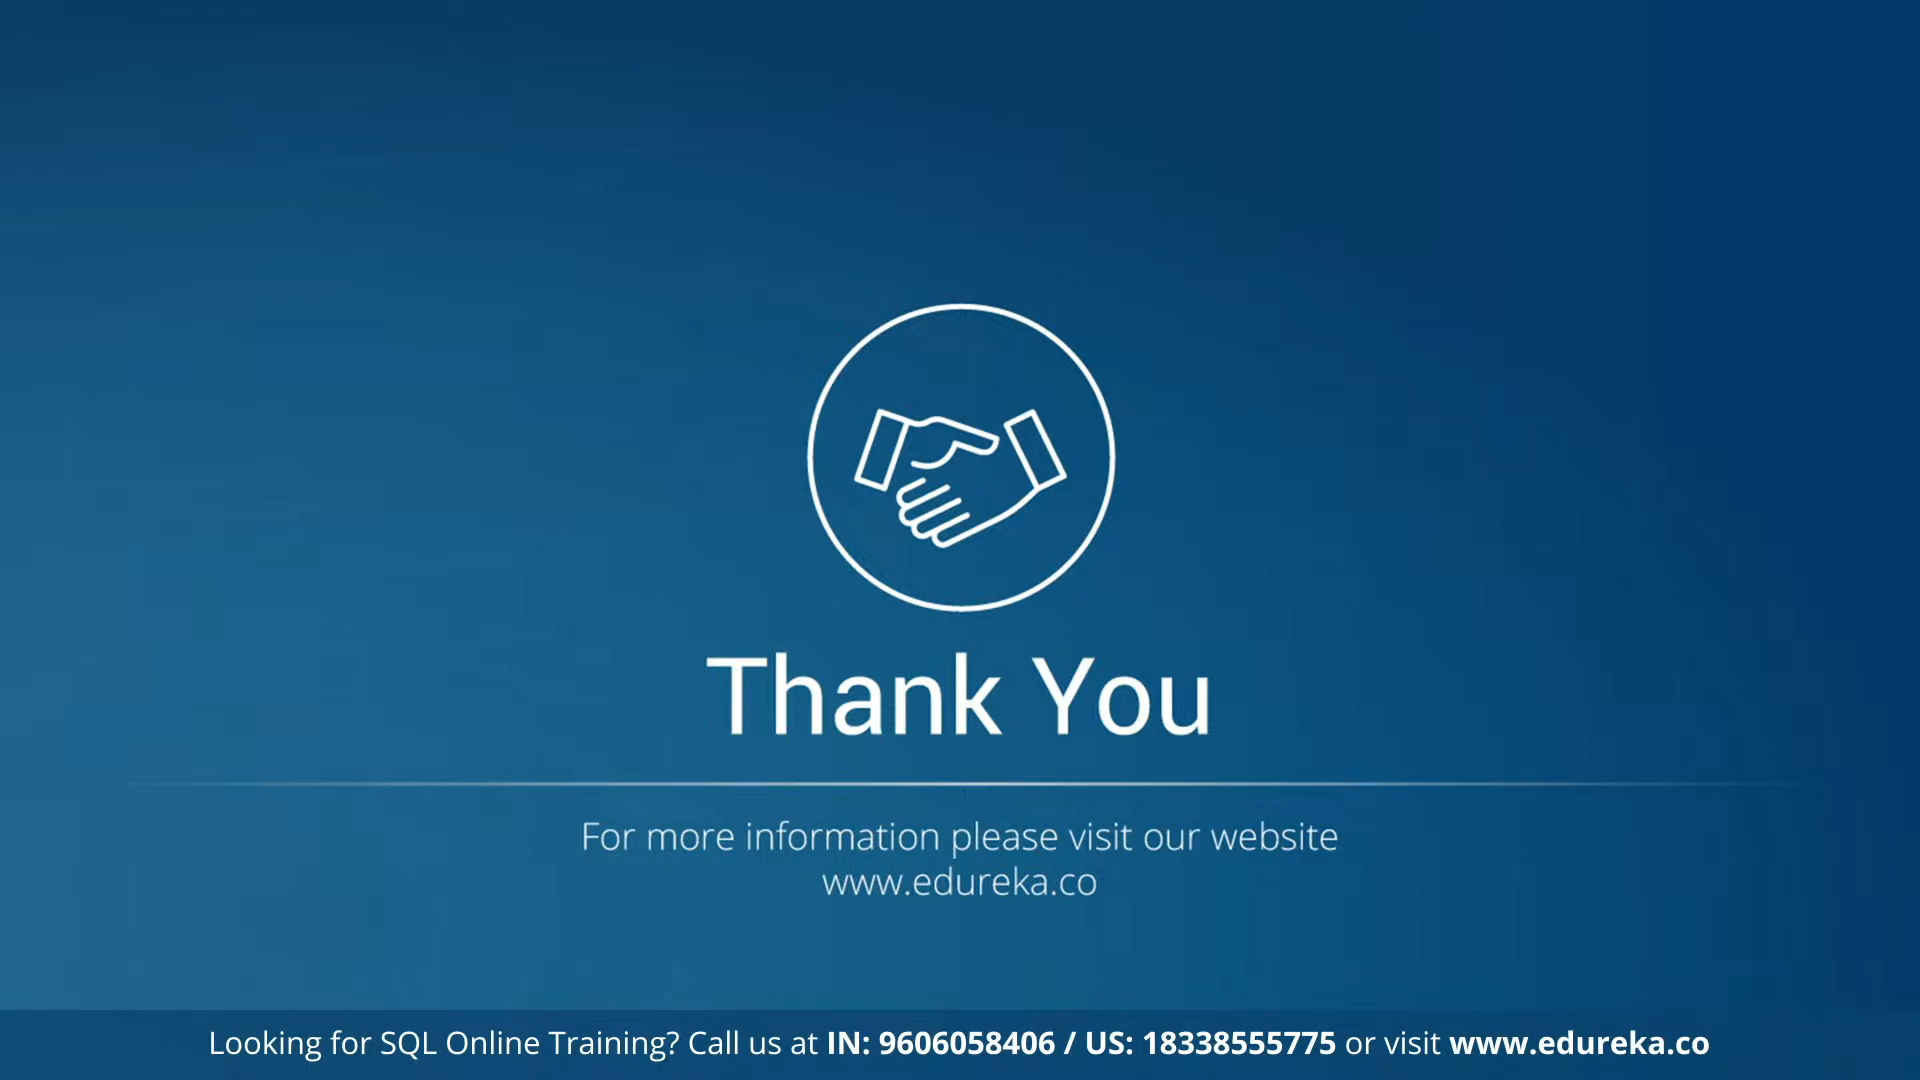 Thank You
For more information please visit our website
www.edureka.co
Looking for SQL Online Training? Call us at IN: 9606058406 / US: 18338555775 or visit www.edureka.co